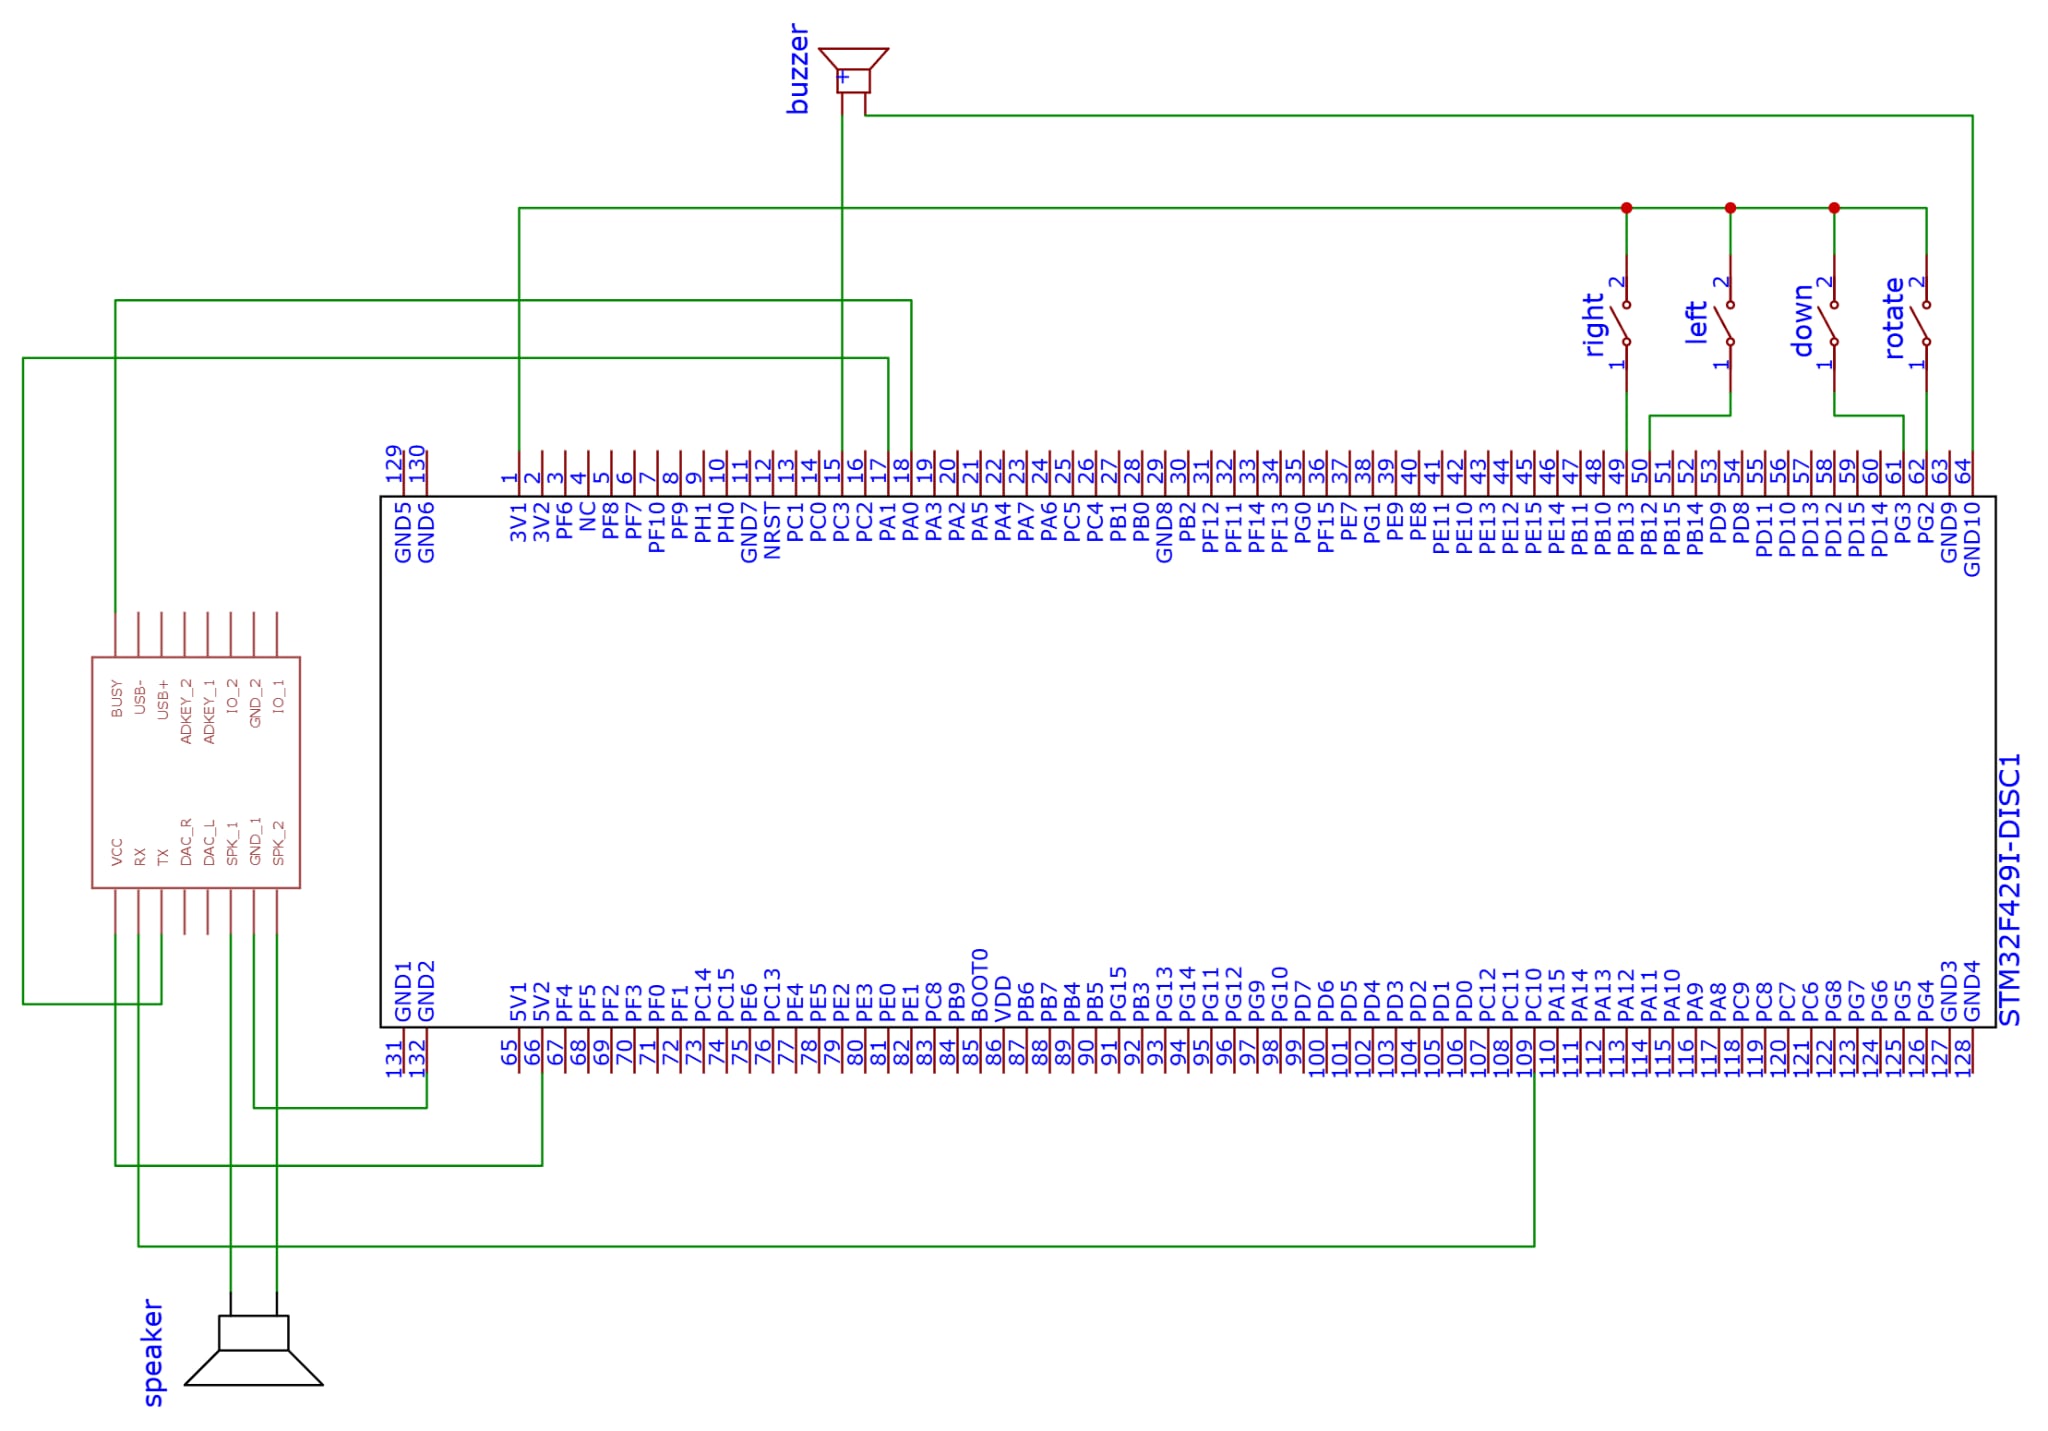 buzzer
+
right
2
1
left
2
1
down
2
1
rotate
2
1
129
130
1
2
3
4
5
6
7
8
9
10
11
12
13
14
15
16
17
18
19
20
21
22
23
24
25
26
27
28
29
30
31
32
33
34
35
36
37
38
39
40
41
42
43
44
45
46
47
48
49
50
51
52
53
54
55
56
57
58
59
60
61
62
63
64
GND5
GND6
3V1
3V2
PF6
NC
PF8
PF7
PF10
PF9
PH1
PH0
GND7
NRST
PC1
PC0
PC3
PC2
PA1
PA0
PA3
PA2
PA5
PA4
PA7
PA6
PC5
PC4
PB1
PB0
GND8
PB2
PF12
PF11
PF14
PF13
PG0
PF15
PE7
PG1
PE9
PE8
PE11
PE10
PE13
PE12
PE15
PE14
PB11
PB10
PB13
PB12
PB15
PB14
PD9
PD8
PD11
PD10
PD13
PD12
PD15
PD14
PG3
PG2
GND9
GND10
BUSY
USB-
USB+
ADKEY_2
ADKEY_1
IO_2
GND_2
IO_1
VCC
RX
TX
DAC_R
DAC_L
SPK_1
GND_1
SPK_2
STM32F429I-DISC1
GND1
GND2
5V1
5V2
PF4
PF5
PF2
PF3
PF0
PF1
PC14
PC15
PE6
PC13
PE4
PE5
PE2
PE3
PE0
PE1
PC8
PB9
BOOT0
VDD
PB6
PB7
PB4
PB5
PG15
PB3
PG13
PG14
PG11
PG12
PG9
PG10
PD7
PD6
PD5
PD4
PD3
PD2
PD1
PD0
PC12
PC11
PC10
PA15
PA14
PA13
PA12
PA11
PA10
PA9
PA8
PC9
PC8
PC7
PC6
PG8
PG7
PG6
PG5
PG4
GND3
GND4
131
132
65
66
67
68
69
70
71
72
73
74
75
76
77
78
79
80
81
82
83
84
85
86
87
88
89
90
91
92
93
94
95
96
97
98
99
100
101
102
103
104
105
106
107
108
109
110
111
112
113
114
115
116
117
118
119
120
121
122
123
124
125
126
127
128
speaker